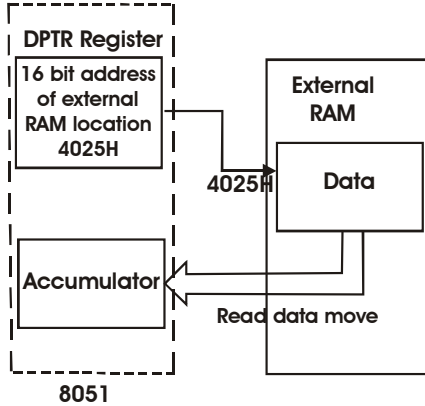 DPTR Register
16 bit address
of external
RAM location
4025H
External
RAM
4025H
Data
Accumulator
Read data move
8051